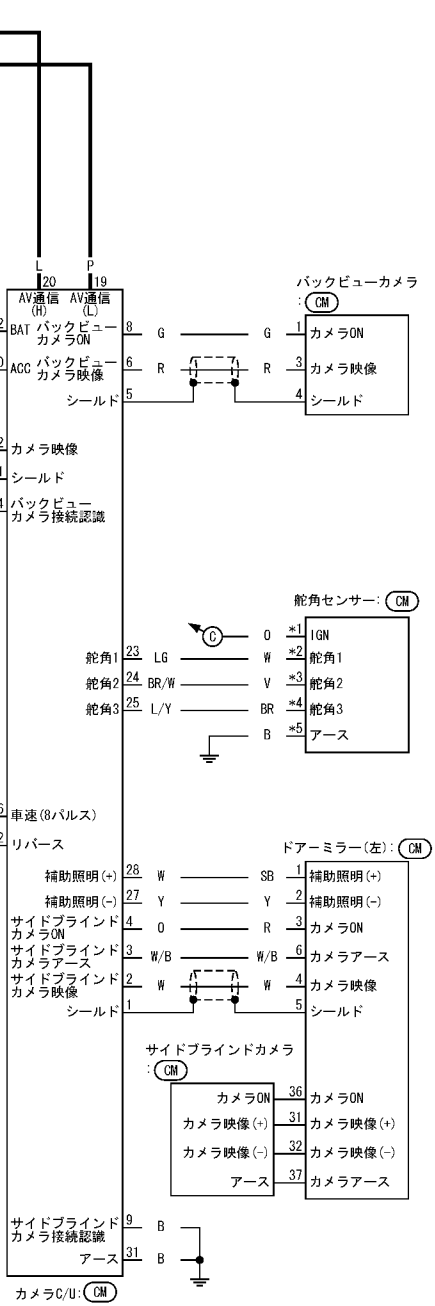 L P
20 19
AV通信 AV通信
(H) (L)
バックビューカメラ
: CM
BAT バックビュー 8 G G 1 カメラON
カメラON
ACC バックビュー 6 R R 3 カメラ映像
カメラ映像
シールド 5 4 シールド
カメラ映像
シールド
バックビュー
カメラ接続認識
舵角センサー: CM
C O *1 IGN
舵角1 23 LG W *2 舵角1
舵角2 24 BR/W V *3 舵角2
舵角3 25 L/Y BR *4 舵角3
B *5 アース
車速(8パルス)
リバース
ドアーミラー(左): CM
補助照明(+) 28 W SB 1 補助照明(+)
補助照明(-) 27 Y Y 2 補助照明(-)
サイドブラインド 4 O R 3 カメラON
カメラON
サイドブラインド 3 W/B W/B 6 カメラアース
カメラアース
サイドブラインド 2 W W 4 カメラ映像
カメラ映像
シールド 1 5 シールド
サイドブラインドカメラ
: CM
カメラON 36 カメラON
カメラ映像(+) 31 カメラ映像(+)
カメラ映像(-) 32 カメラ映像(-)
アース 37 カメラアース
サイドブラインド 9 B
カメラ接続認識
アース 31 B
カメラC/U: CM